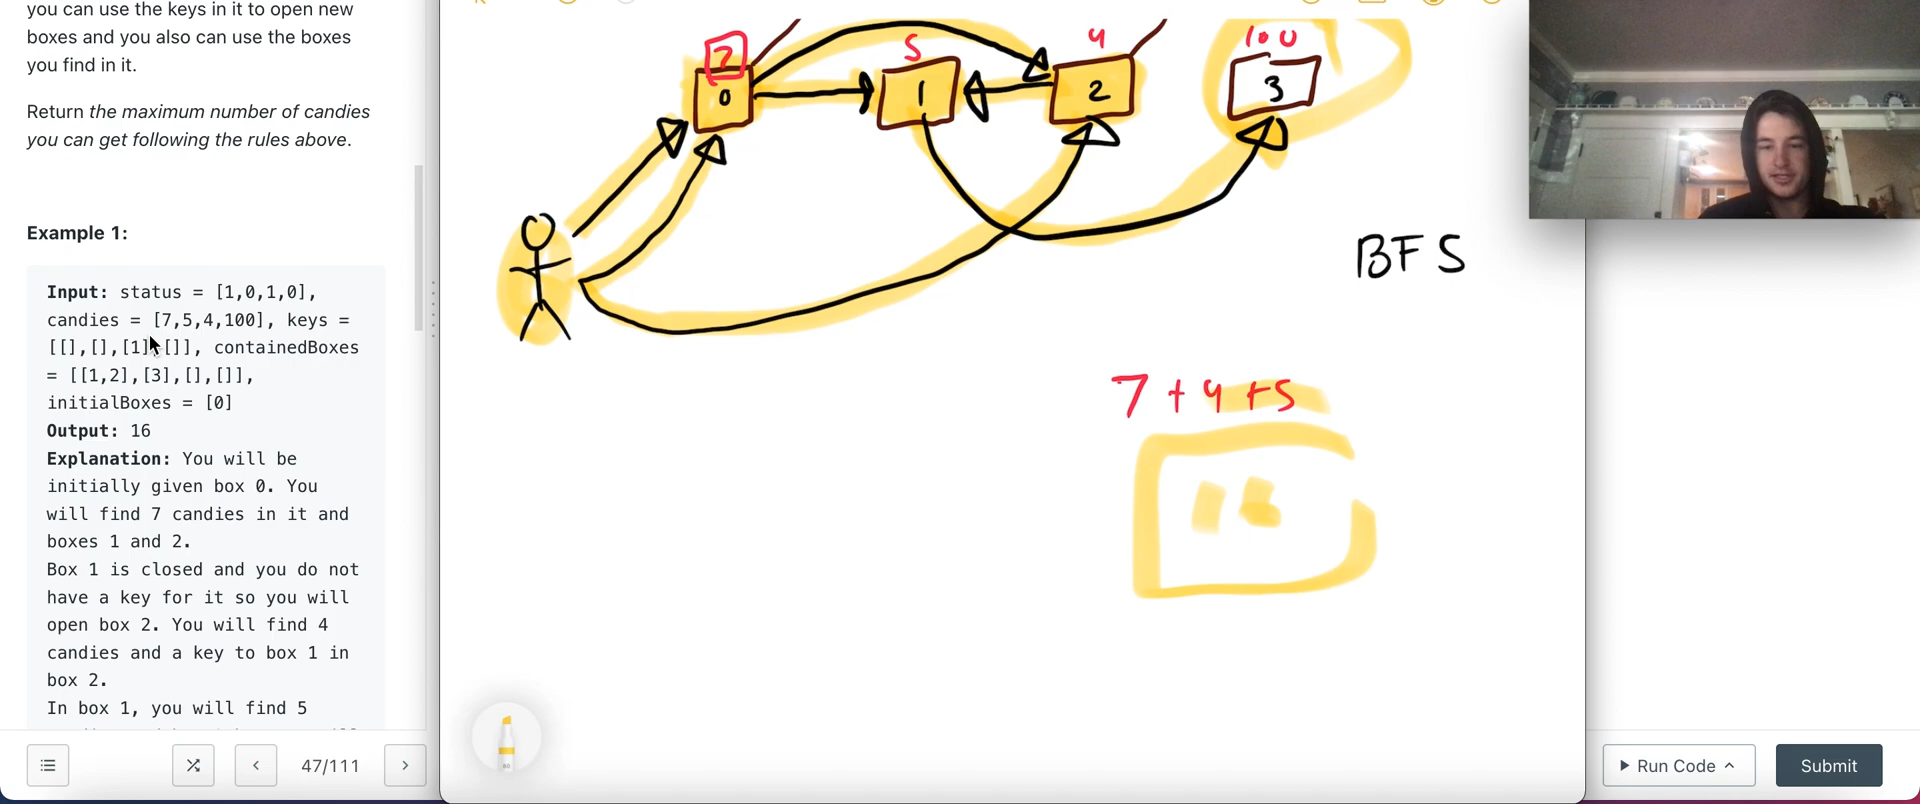 you can use the keys in it to open new
boxes and you also can use the boxes
you find in it.
Return the maximum number of candies
you can get following the rules above.
Example 1:
Input: status = [1,0,1,0],
candies = [7,5,4,100], keys =
[[],[],[1],[]], containedBoxes
= [[1,2],[3],[],[]],
initialBoxes = [0]
Output: 16
Explanation: You will be
initially given box 0. You
will find 7 candies in it and
boxes 1 and 2.
Box 1 is closed and you do not
have a key for it so you will
open box 2. You will find 4
candies and a key to box 1 in
box 2.
In box 1, you will find 5
47/111
7 5 4 100
0 1 2 3
BFS
7 + 4 + 5
16
Run Code
Submit